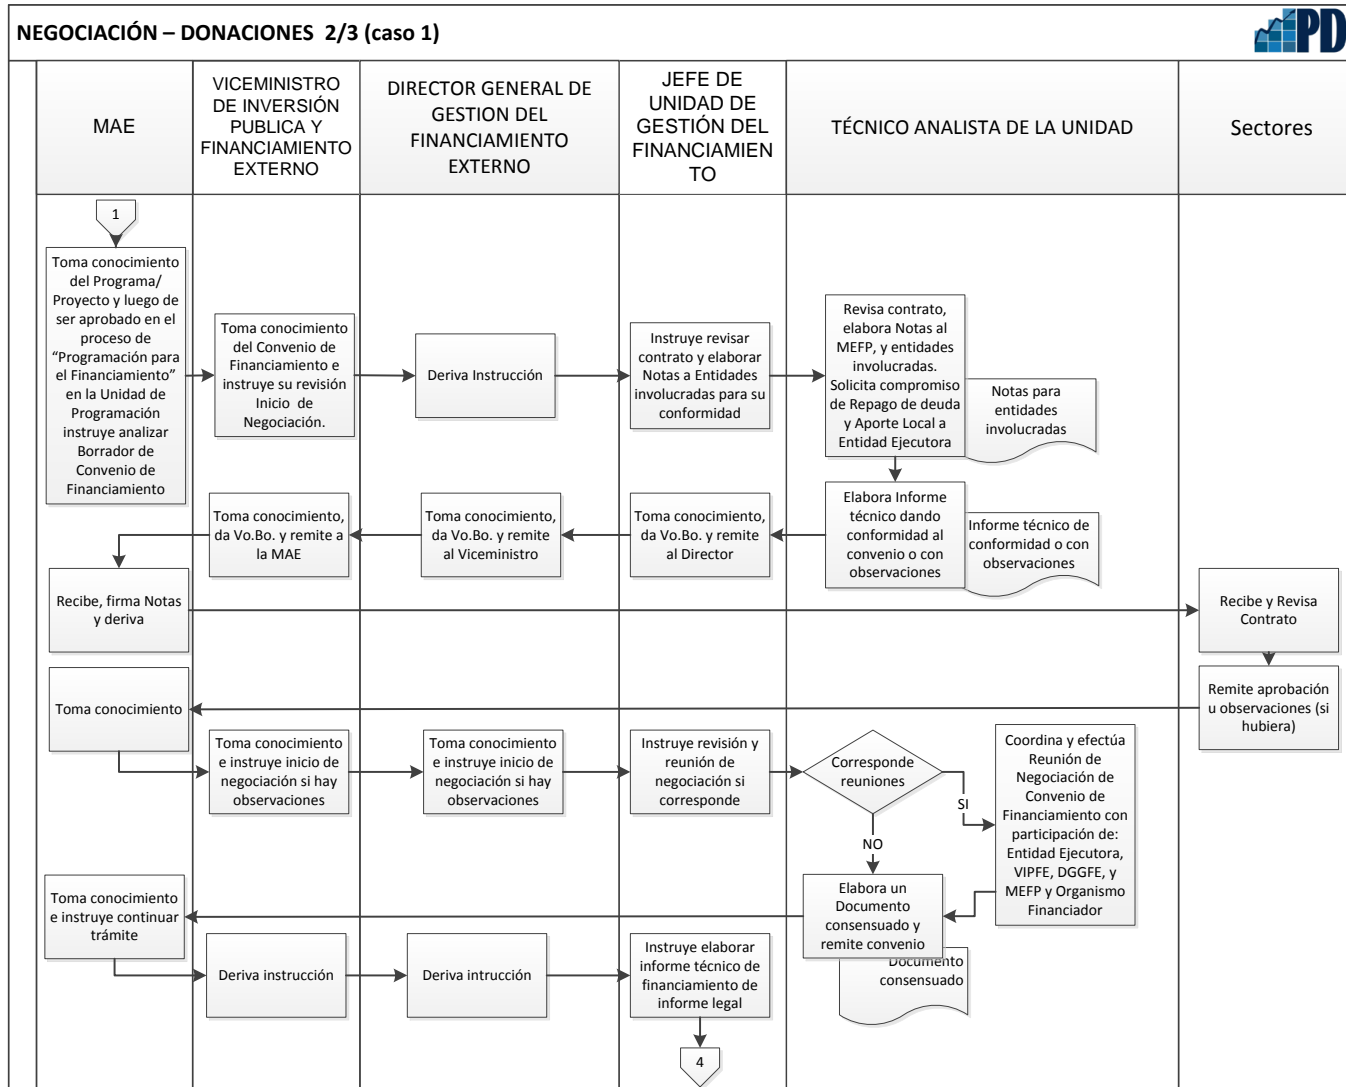 NEGOCIACIÓN – DONACIONES  2/3 (caso 1)
PD
MAE
VICEMINISTRO
DE INVERSIÓN
PUBLICA Y
FINANCIAMIENTO
EXTERNO
DIRECTOR GENERAL DE
GESTION DEL
FINANCIAMIENTO
EXTERNO
JEFE DE
UNIDAD DE
GESTIÓN DEL
FINANCIAMIEN
TO
TÉCNICO ANALISTA DE LA UNIDAD
Sectores
1
Toma conocimiento
del Programa/
Proyecto y luego de
ser aprobado en el
proceso de
“Programación para
el Financiamiento”
en la Unidad de
Programación
instruye analizar
Borrador de
Convenio de
Financiamiento
Toma conocimiento
del Convenio de
Financiamiento e
instruye su revisión
Inicio de
Negociación.
Deriva Instrucción
Instruye revisar
contrato y elaborar
Notas a Entidades
involucradas para su
conformidad
Revisa contrato,
elabora Notas al
MEFP, y entidades
involucradas.
Solicita compromiso
de Repago de deuda
y Aporte Local a
Entidad Ejecutora
Notas para
entidades
involucradas
Elabora Informe
técnico dando
conformidad al
convenio o con
observaciones
Informe técnico de
conformidad o con
observaciones
Toma conocimiento,
da Vo.Bo. y remite
al Director
Toma conocimiento,
da Vo.Bo. y remite
al Viceministro
Toma conocimiento,
da Vo.Bo. y remite a
la MAE
Recibe, firma Notas
y deriva
Recibe y Revisa
Contrato
Remite aprobación
u observaciones (si
hubiera)
Toma conocimiento
Toma conocimiento
e instruye inicio de
negociación si hay
observaciones
Toma conocimiento
e instruye inicio de
negociación si hay
observaciones
Instruye revisión y
reunión de
negociación si
corresponde
Corresponde
reuniones
SI
NO
Coordina y efectúa
Reunión de
Negociación de
Convenio de
Financiamiento con
participación de:
Entidad Ejecutora,
VIPFE, DGGFE, y
MEFP y Organismo
Financiador
Elabora un
Documento
consensuado y
remite convenio
Documento
consensuado
Toma conocimiento
e instruye continuar
trámite
Deriva instrucción
Deriva intrucción
Instruye elaborar
informe técnico de
financiamiento de
informe legal
4